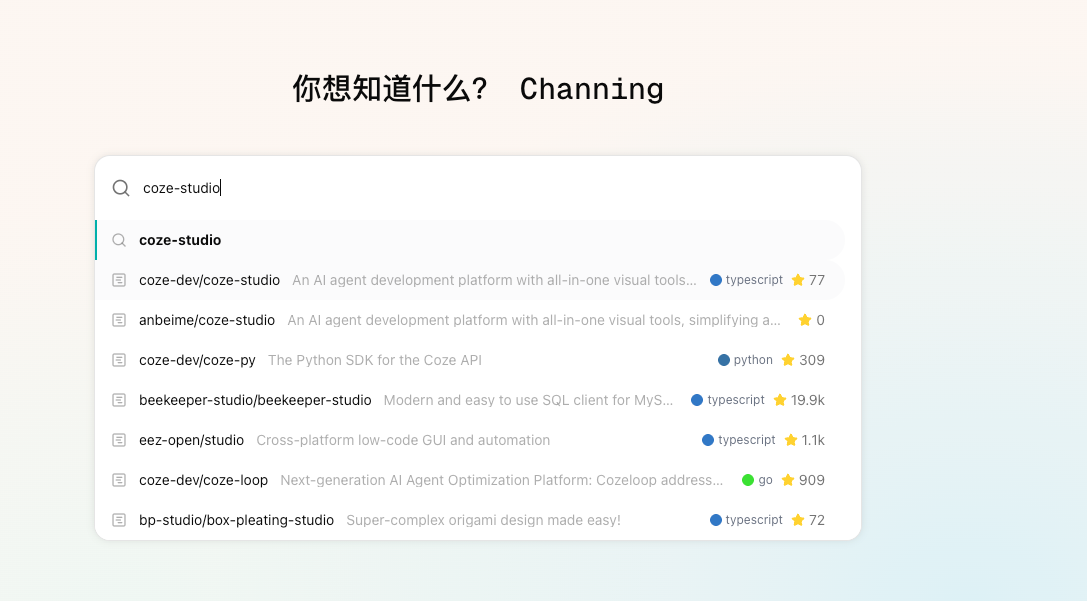 你想知道什么? Channing
coze-studio
coze-studio
coze-dev/coze-studio An AI agent development platform with all-in-one visual tools... typescript 77
anbeime/coze-studio An AI agent development platform with all-in-one visual tools, simplifying a... 0
coze-dev/coze-py The Python SDK for the Coze API python 309
beekeeper-studio/beekeeper-studio Modern and easy to use SQL client for MyS... typescript 19.9k
eez-open/studio Cross-platform low-code GUI and automation typescript 1.1k
coze-dev/coze-loop Next-generation AI Agent Optimization Platform: Cozeloop address... go 909
bp-studio/box-pleating-studio Super-complex origami design made easy! typescript 72